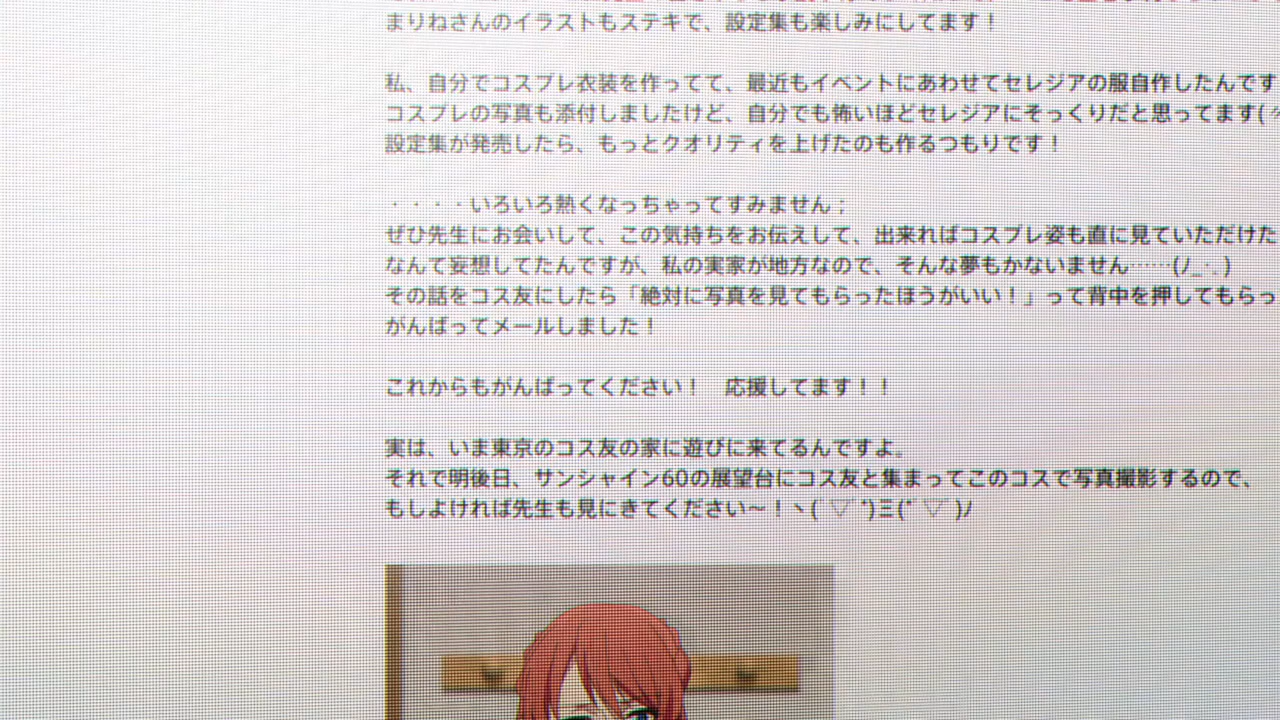 まりねさんのイラストもステキで、設定集も楽しみにしてます！
私、自分でコスプレ衣装を作ってて、最近もイベントにあわせてセレジアの服自作したんです
コスプレの写真も添付しましたけど、自分でも怖いほどセレジアにそっくりだと思ってます(
設定集が発売したら、もっとクオリティを上げたのも作るつもりです！
・・・・いろいろ熱くなっちゃってすみません；
ぜひ先生にお会いして、この気持ちをお伝えして、出来ればコスプレ姿も直に見ていただけた
なんて妄想してたんですが、私の実家が地方なので、そんな夢もかないません……(ﾉ_･､)
その話をコス友にしたら「絶対に写真を見てもらったほうがいい！」って背中を押してもらっ
がんばってメールしました！
これからもがんばってください！　応援してます！！
実は、いま東京のコス友の家に遊びに来てるんですよ。
それで明後日、サンシャイン60の展望台にコス友と集まってこのコスで写真撮影するので、
もしよければ先生も見にきてください～！ヽ(ﾟ▽ﾟ)Ξ(ﾟ▽ﾟ)ﾉ